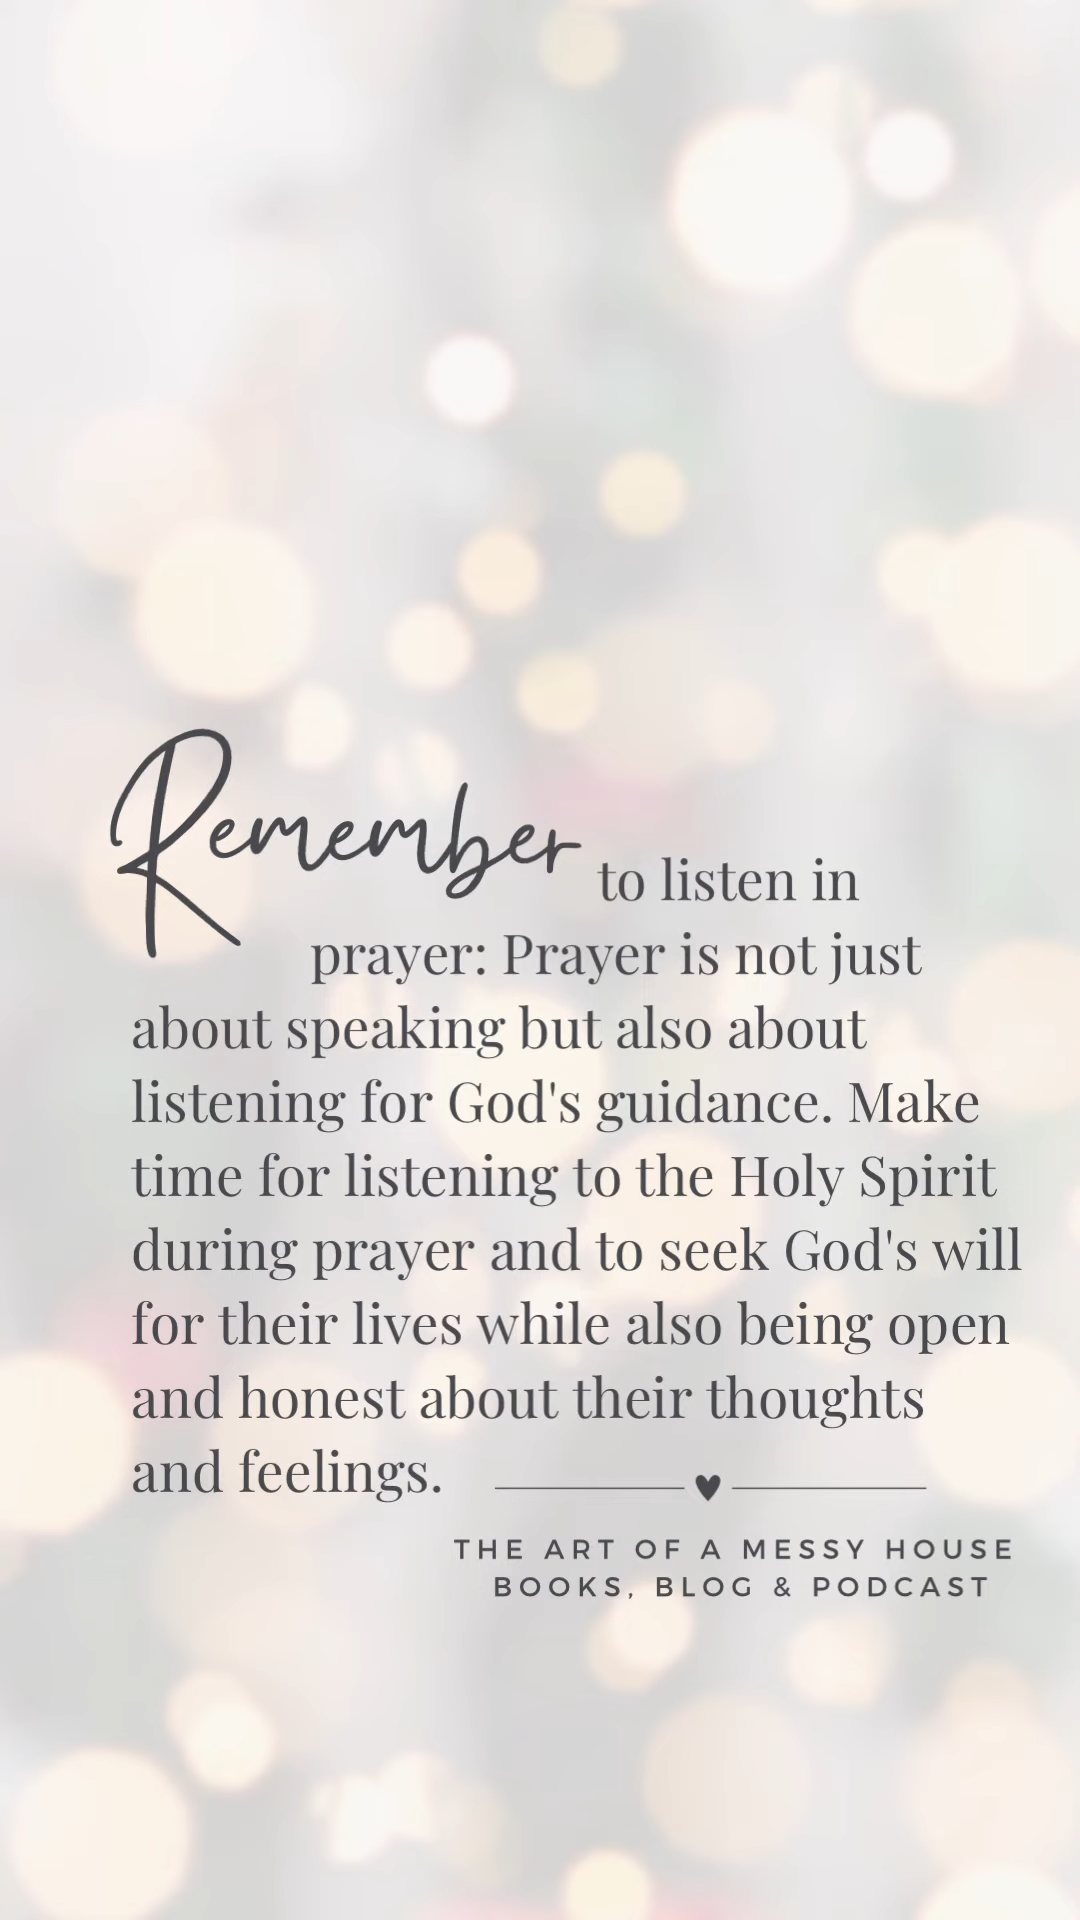 Remember to listen in
prayer: Prayer is not just
about speaking but also about
listening for God's guidance. Make
time for listening to the Holy Spirit
during prayer and to seek God's will
for their lives while also being open
and honest about their thoughts
and feelings.
THE ART OF A MESSY HOUSE
BOOKS, BLOG & PODCAST